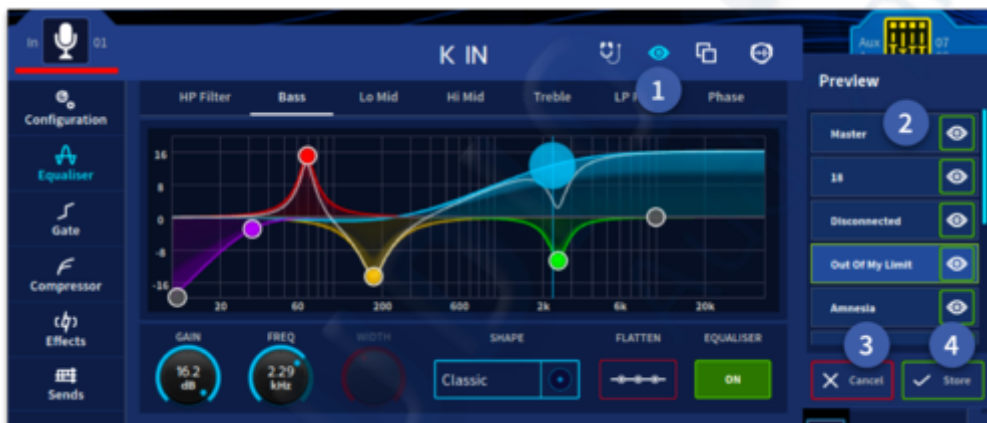 In 01
K IN
Aux 07
1
Preview
Configuration
Equaliser
Gate
Compressor
Effects
Sends
HP Filter Bass Lo Mid Hi Mid Treble LP Phase
16
8
0
-8
-16
20 60 200 600 2k 6k 20k
GAIN FREQ WIDTH SHAPE FLATTEN EQUALISER
16.2 dB
2.29 kHz
Classic
ON
Master 2
18
Disconnected
Out Of My Limit
Amnesia
3 4
Cancel Store